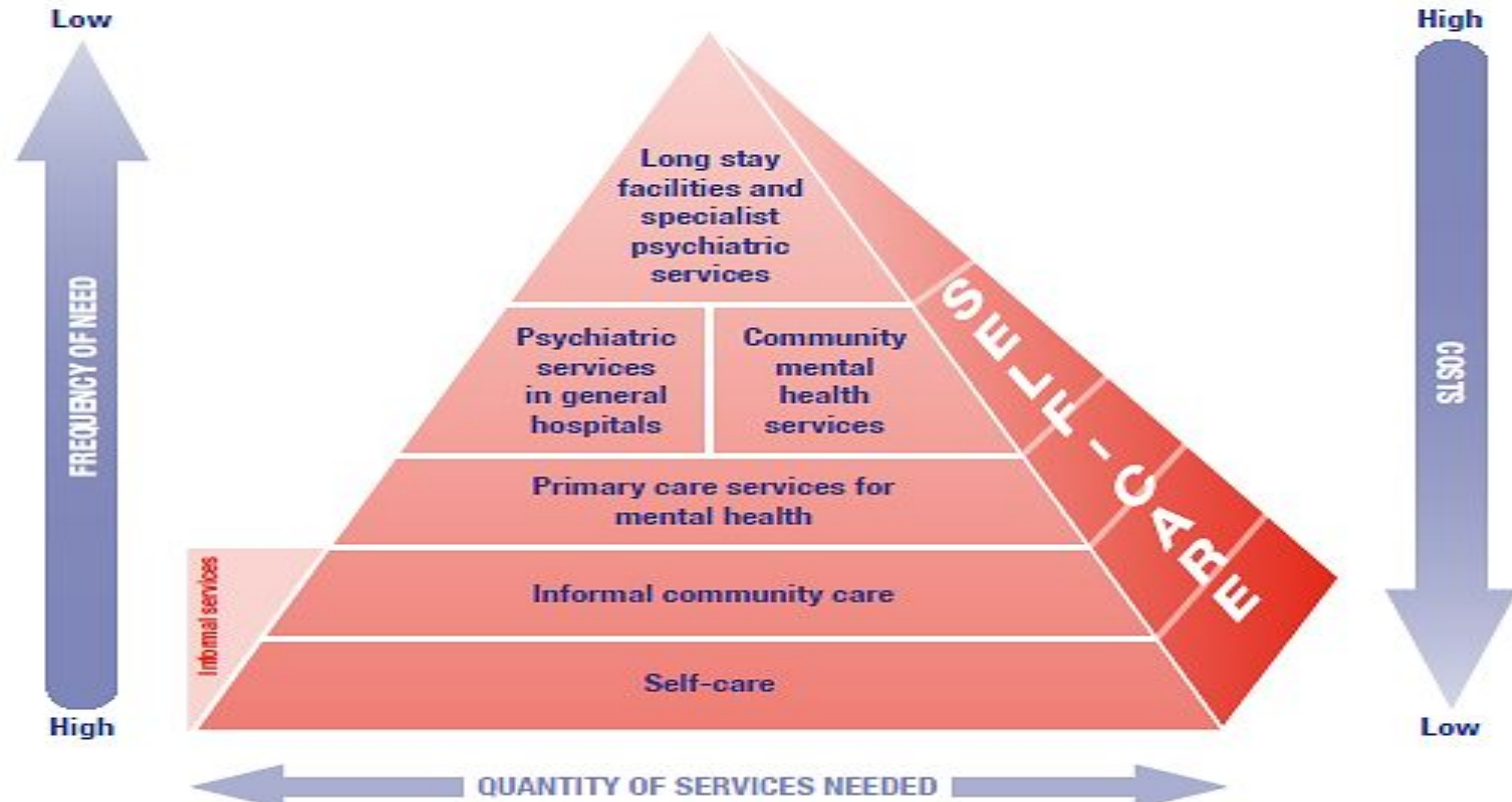 Low
High
Long stay
facilities and
specialist
psychiatric
services
FREQUENCY OF NEED
COSTS
SELF-CARE
Psychiatric
services
in general
hospitals
Community
mental
health
services
Primary care services for
mental health
Informal services
Informal community care
Self-care
High
Low
QUANTITY OF SERVICES NEEDED